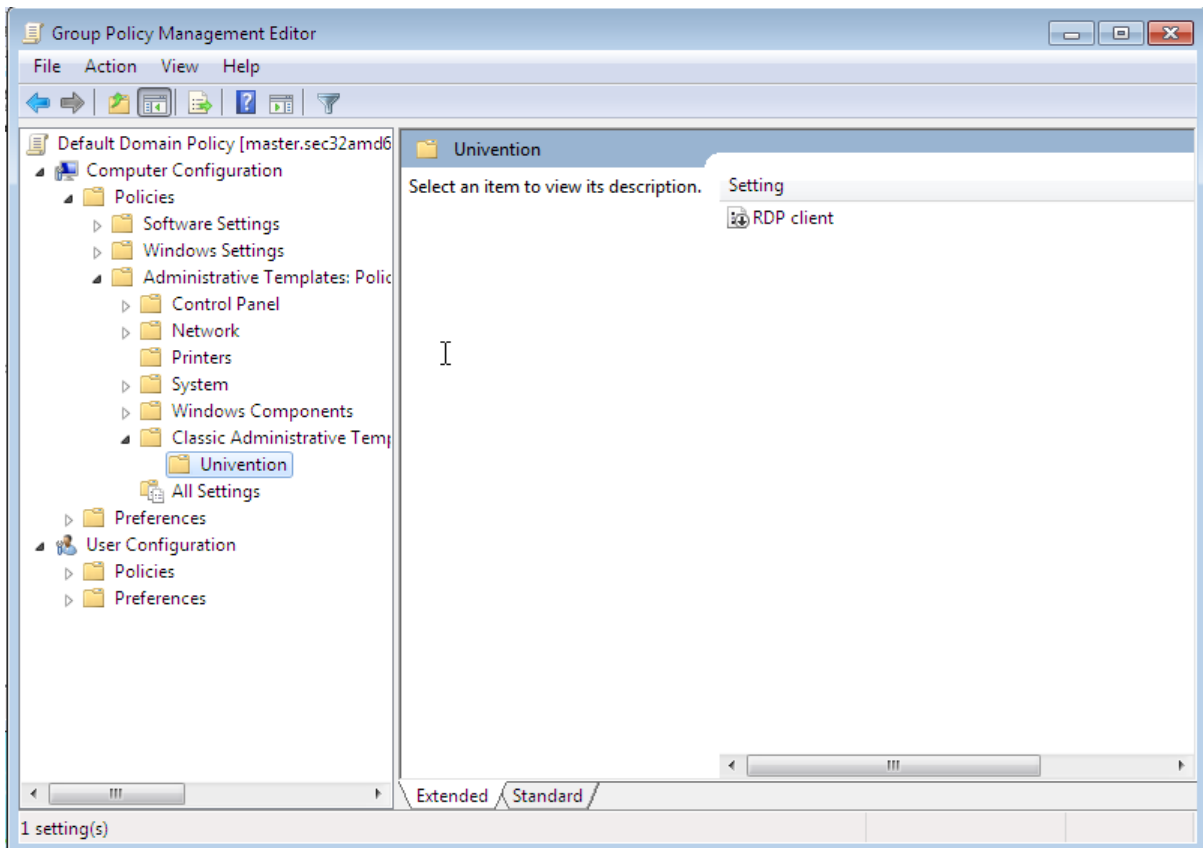 Group Policy Management Editor
File Action View Help
Default Domain Policy [master.sec32amd6
Computer Configuration
Policies
Software Settings
Windows Settings
Administrative Templates: Polic
Control Panel
Network
Printers
System
Windows Components
Classic Administrative Temp
Univention
All Settings
Preferences
User Configuration
Policies
Preferences
Univention
Select an item to view its description.
Setting
RDP client
Extended Standard
1 setting(s)